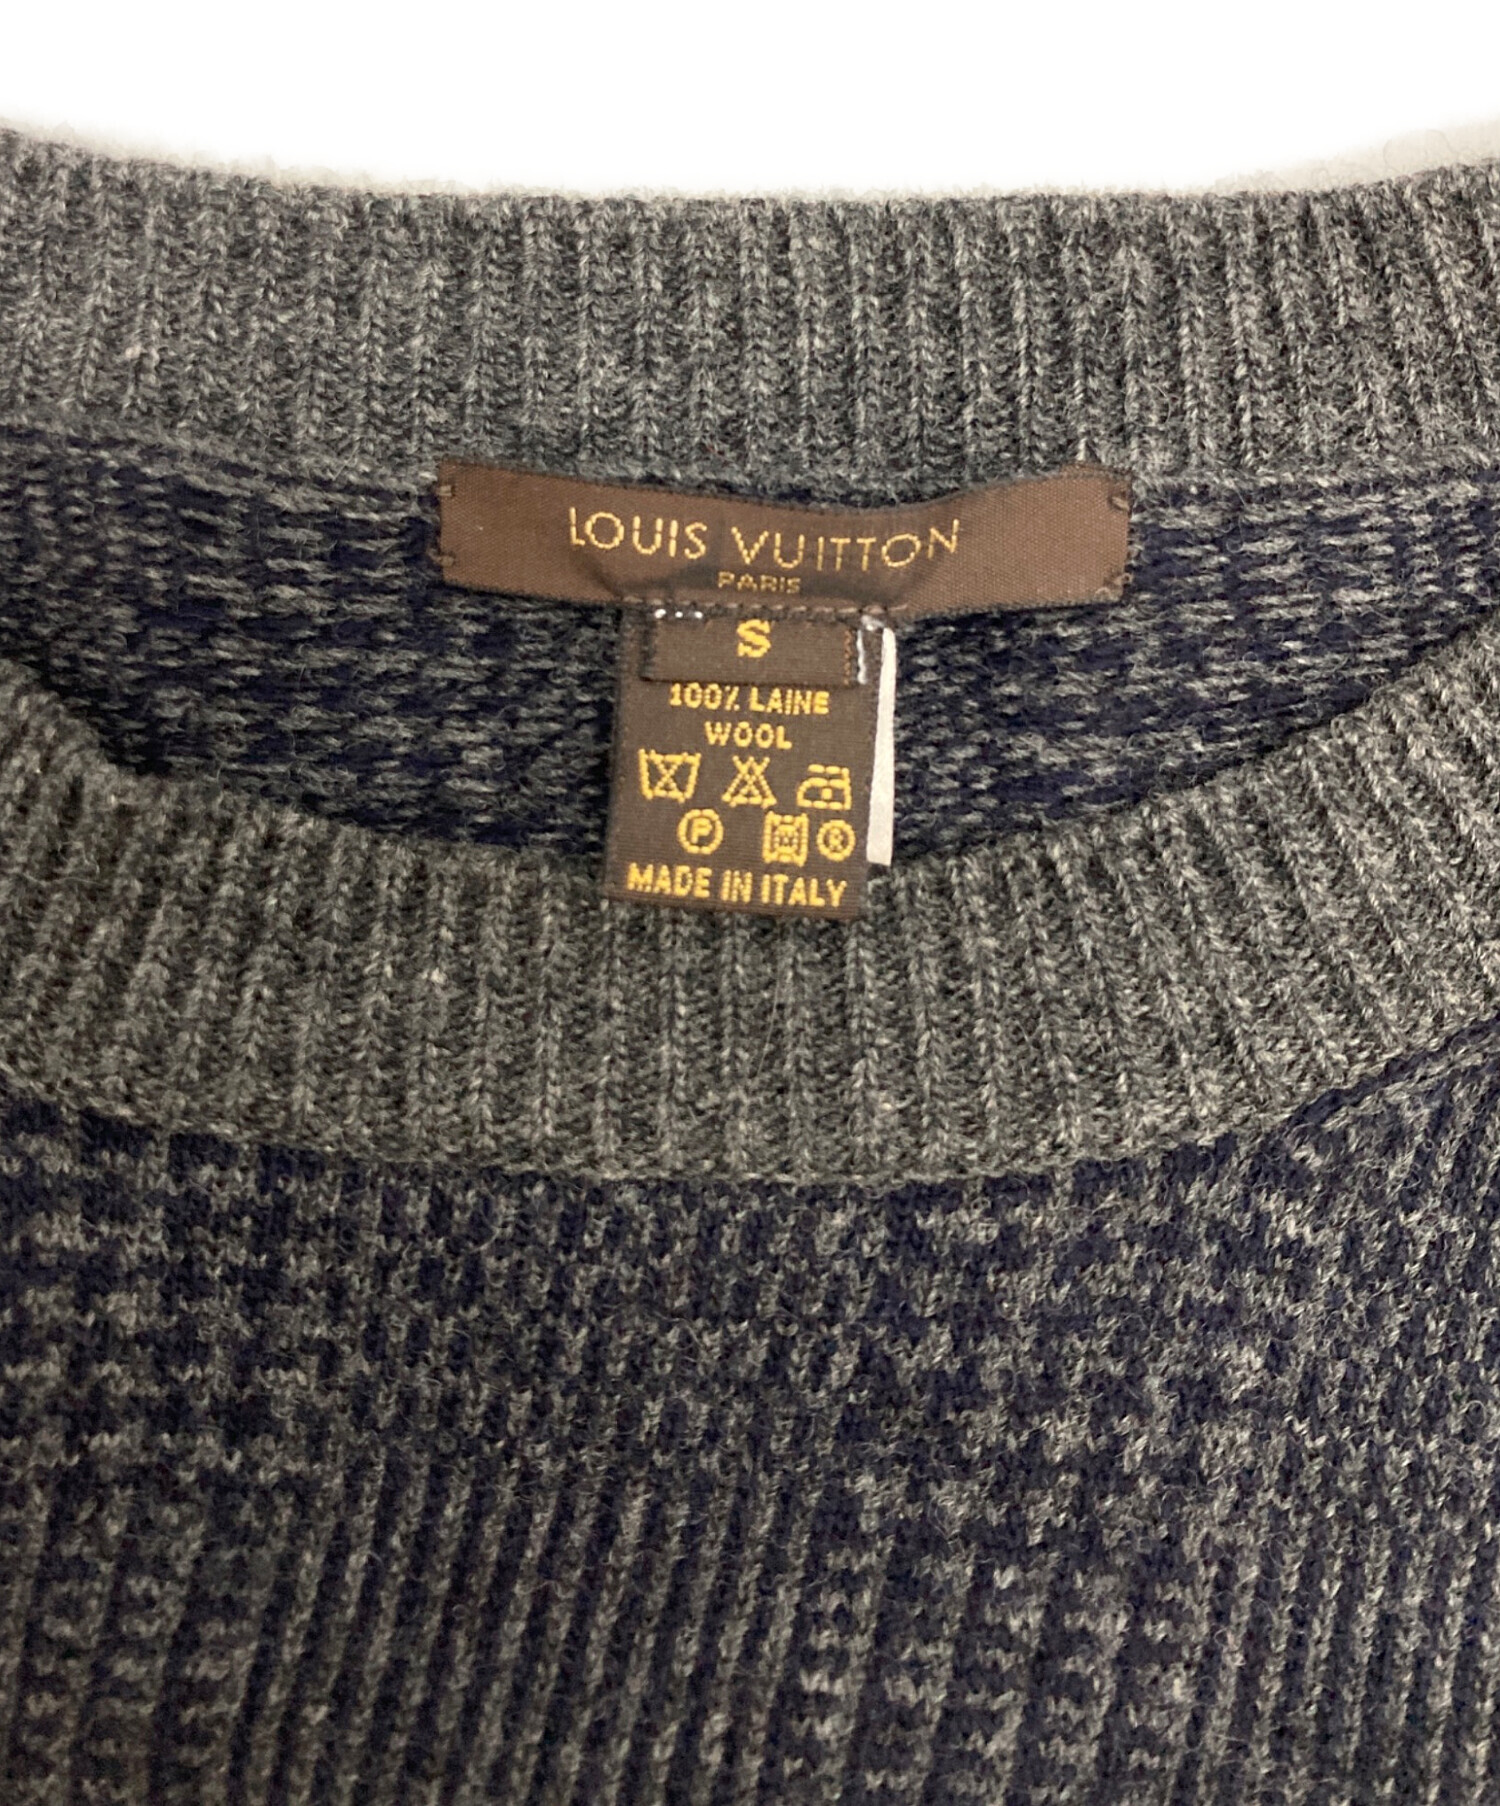 LOUIS VUITTON
PARIS
S
100% LAINE
WOOL
P R
MADE IN ITALY